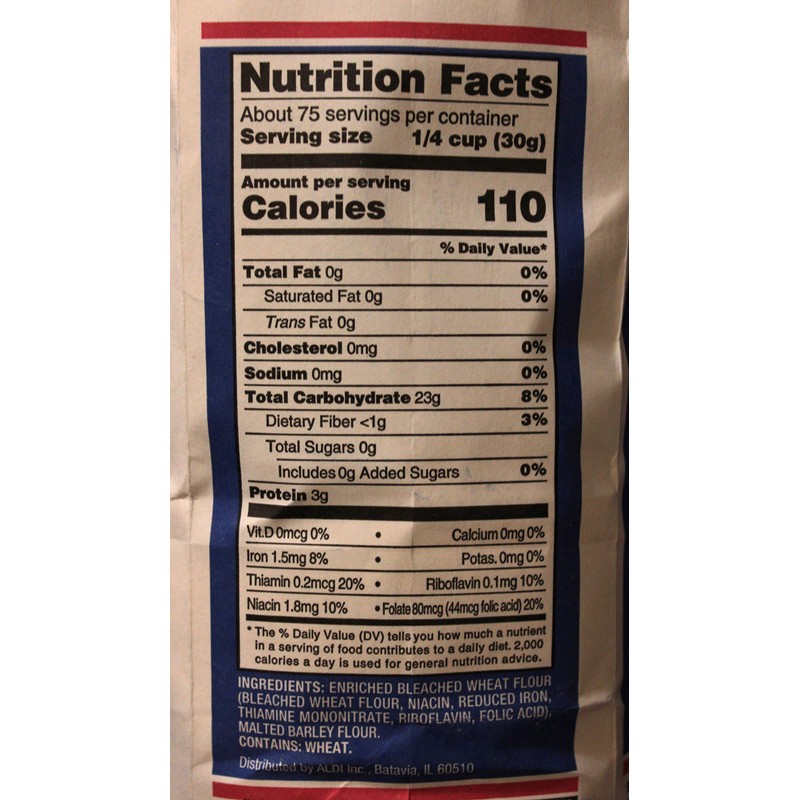 Nutrition Facts
About 75 servings per container
Serving size 1/4 cup (30g)
Amount per serving
Calories 110
% Daily Value*
Total Fat 0g 0%
Saturated Fat 0g 0%
Trans Fat 0g
Cholesterol 0mg 0%
Sodium 0mg 0%
Total Carbohydrate 23g 8%
Dietary Fiber <1g 3%
Total Sugars 0g
Includes 0g Added Sugars 0%
Protein 3g
Vit.D 0mcg 0% • Calcium 0mg 0%
Iron 1.5mg 8% • Potas. 0mg 0%
Thiamin 0.2mcg 20% • Riboflavin 0.1mg 10%
Niacin 1.8mg 10% • Folate 80mcg (44mcg folic acid) 20%
* The % Daily Value (DV) tells you how much a nutrient
in a serving of food contributes to a daily diet. 2,000
calories a day is used for general nutrition advice.
INGREDIENTS: ENRICHED BLEACHED WHEAT FLOUR
(BLEACHED WHEAT FLOUR, NIACIN, REDUCED IRON,
THIAMINE MONONITRATE, RIBOFLAVIN, FOLIC ACID),
MALTED BARLEY FLOUR.
CONTAINS: WHEAT.
Distributed by ALDI Inc., Batavia, IL 60510